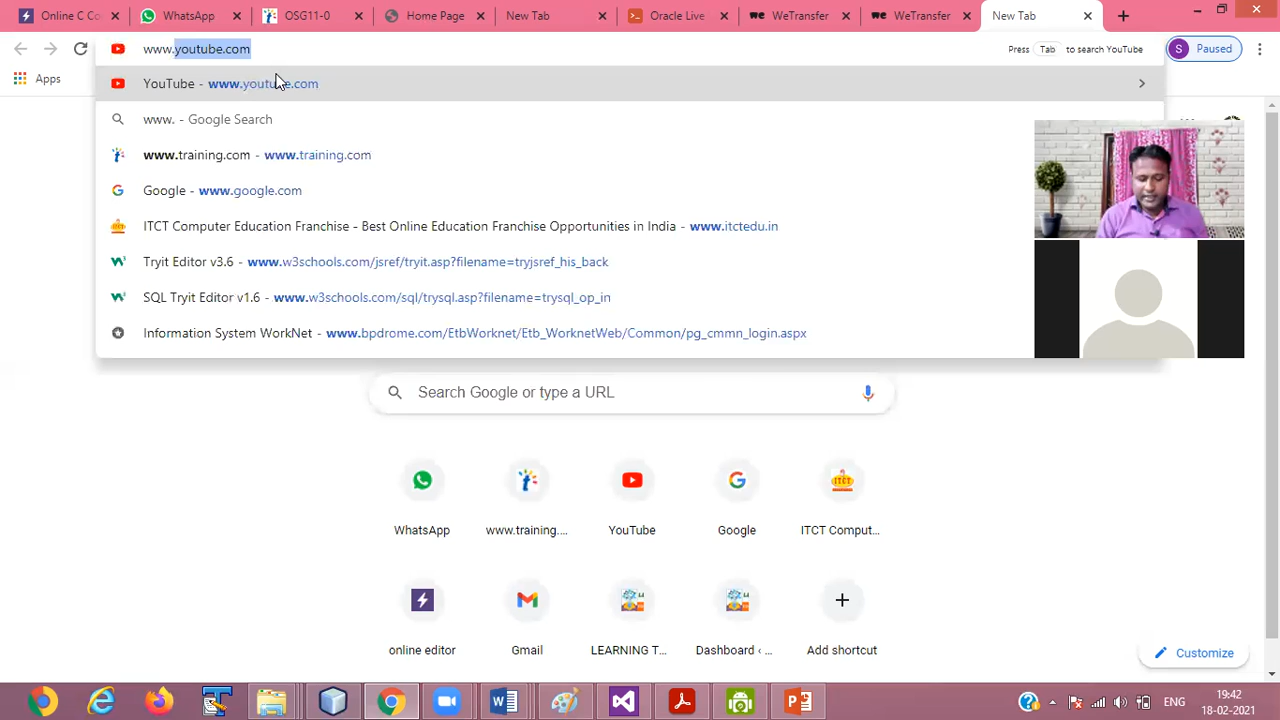 Online C Co
WhatsApp
OSG11-0
Home Page
New Tab
Oracle Live
WeTransfer
WeTransfer
New Tab
www.youtube.com
Press Tab to search YouTube
S
Paused
Apps
YouTube - www.youtube.com
www. - Google Search
www.training.com - www.training.com
Google - www.google.com
ITCT Computer Education Franchise - Best Online Education Franchise Opportunities in India - www.itctedu.in
Tryit Editor v3.6 - www.w3schools.com/jsref/tryit.asp?filename=tryjsref_his_back
SQL Tryit Editor v1.6 - www.w3schools.com/sql/trysql.asp?filename=trysql_op_in
Information System WorkNet - www.bpdrome.com/EtbWorknet/Etb_WorknetWeb/Common/pg_cmmn_login.aspx
Search Google or type a URL
WhatsApp
www.training....
YouTube
Google
ITCT Comput...
online editor
Gmail
LEARNING T...
Dashboard ‹ ...
Add shortcut
Customize
ENG
19:42
18-02-2021